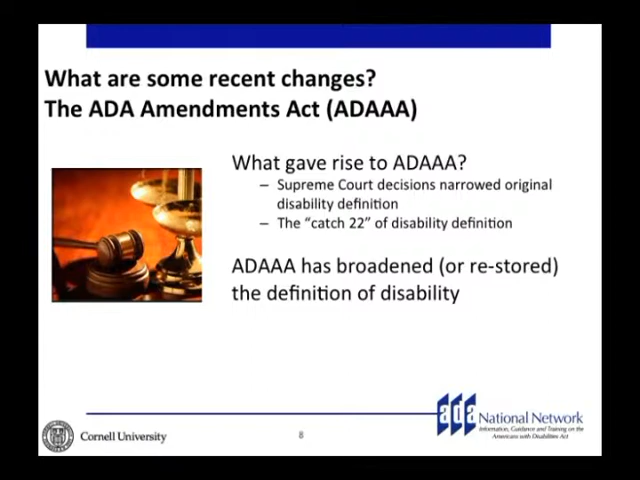 What are some recent changes?
The ADA Amendments Act (ADAAA)
What gave rise to ADAAA?
– Supreme Court decisions narrowed original
disability definition
– The “catch 22” of disability definition
ADAAA has broadened (or re-stored)
the definition of disability
Cornell University
8
ada National Network
Information, Guidance and Training on the
Americans with Disabilities Act